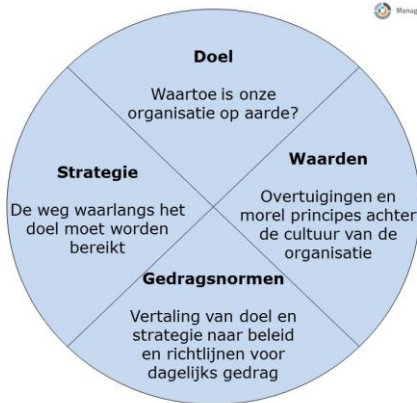 Manag
Doel
Waartoe is onze
organisatie op aarde?
Strategie
De weg waarlangs het
doel moet worden
bereikt
Waarden
Overtuigingen en
morel principes achter
de cultuur van de
organisatie
Gedragsnormen
Vertaling van doel en
strategie naar beleid
en richtlijnen voor
dagelijks gedrag